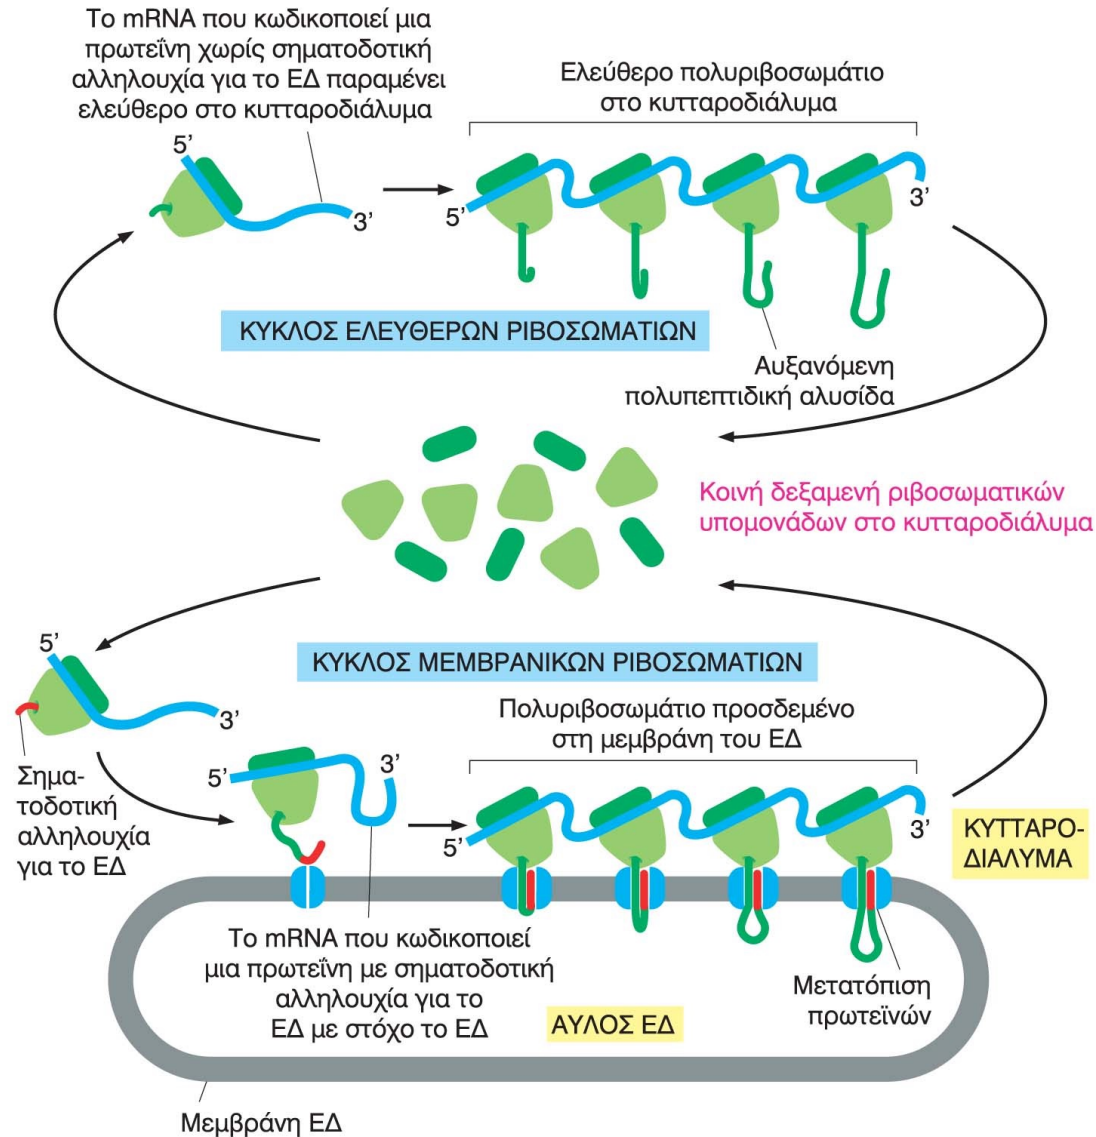 Το mRNA που κωδικοποιεί μια
πρωτεΐνη χωρίς σηματοδοτική
αλληλουχία για το ΕΔ παραμένει
ελεύθερο στο κυτταροδιάλυμα
Ελεύθερο πολυριβοσωμάτιο
στο κυτταροδιάλυμα
5’
3’
5’
3’
ΚΥΚΛΟΣ ΕΛΕΥΘΕΡΩΝ ΡΙΒΟΣΩΜΑΤΙΩΝ
Αυξανόμενη
πολυπεπτιδική αλυσίδα
Κοινή δεξαμενή ριβοσωματικών
υπομονάδων στο κυτταροδιάλυμα
ΚΥΚΛΟΣ ΜΕΜΒΡΑΝΙΚΩΝ ΡΙΒΟΣΩΜΑΤΙΩΝ
5’
3’
Σημα-
τοδοτική
αλληλουχία
για το ΕΔ
5’
3’
Πολυριβοσωμάτιο προσδεμένο
στη μεμβράνη του ΕΔ
5’
3’
ΚΥΤΤΑΡΟ-
ΔΙΑΛΥΜΑ
Το mRNA που κωδικοποιεί
μια πρωτεΐνη με σηματοδοτική
αλληλουχία για το
ΕΔ με στόχο το ΕΔ
ΑΥΛΟΣ ΕΔ
Μετατόπιση
πρωτεϊνών
Μεμβράνη ΕΔ